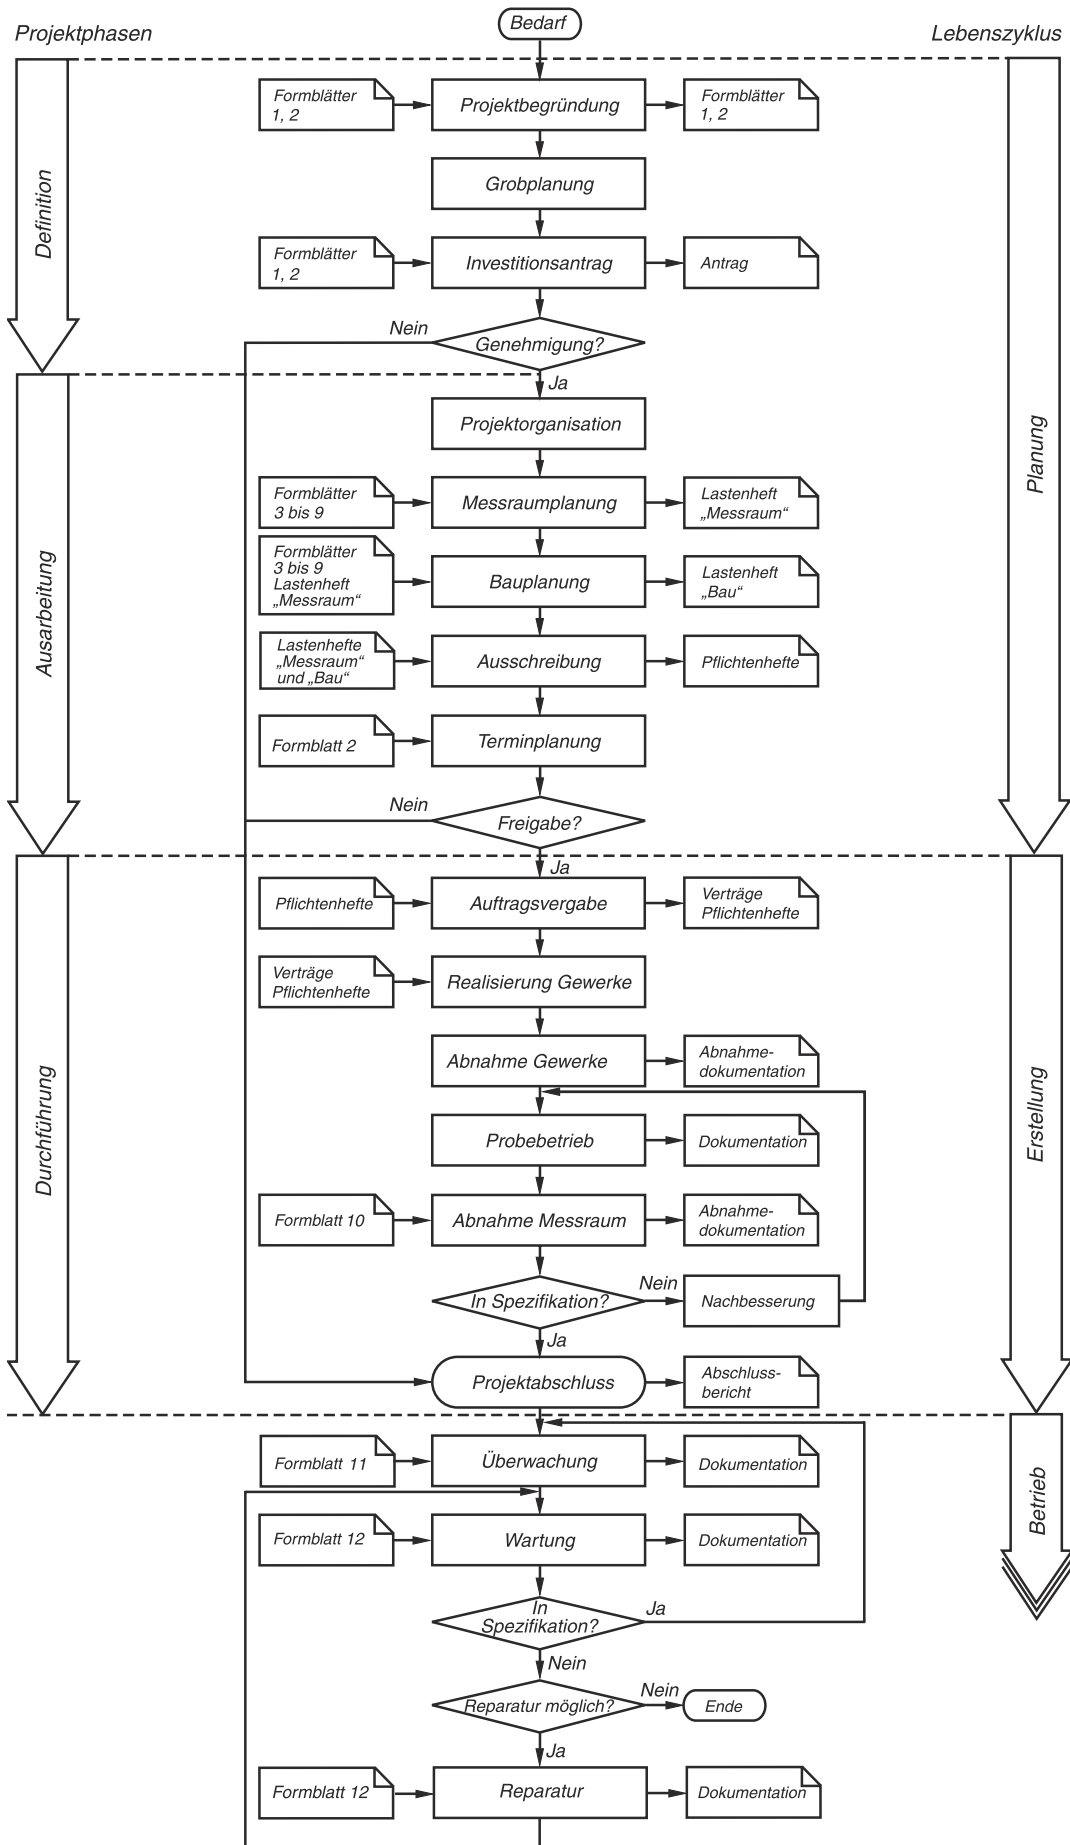 Bedarf
Projektphasen
Lebenszyklus
Formblätter
1, 2
Projektbegründung
Formblätter
1, 2
Grobplanung
Definition
Formblätter
1, 2
Investitionsantrag
Antrag
Nein
Genehmigung?
Ja
Projektorganisation
Planung
Formblätter
3 bis 9
Messraumplanung
Lastenheft
„Messraum“
Formblätter
3 bis 9
Lastenheft
„Messraum“
Bauplanung
Lastenheft
„Bau“
Ausarbeitung
Lastenhefte
„Messraum“
und „Bau“
Ausschreibung
Pflichtenhefte
Formblatt 2
Terminplanung
Nein
Freigabe?
Ja
Pflichtenhefte
Auftragsvergabe
Verträge
Pflichtenhefte
Verträge
Pflichtenhefte
Realisierung Gewerke
Abnahme Gewerke
Abnahme-
dokumentation
Durchführung
Erstellung
Probebetrieb
Dokumentation
Formblatt 10
Abnahme Messraum
Abnahme-
dokumentation
In Spezifikation?
Nein
Nachbesserung
Ja
Projektabschluss
Abschluss-
bericht
Formblatt 11
Überwachung
Dokumentation
Betrieb
Formblatt 12
Wartung
Dokumentation
In
Spezifikation?
Ja
Nein
Reparatur möglich?
Nein
Ende
Ja
Formblatt 12
Reparatur
Dokumentation